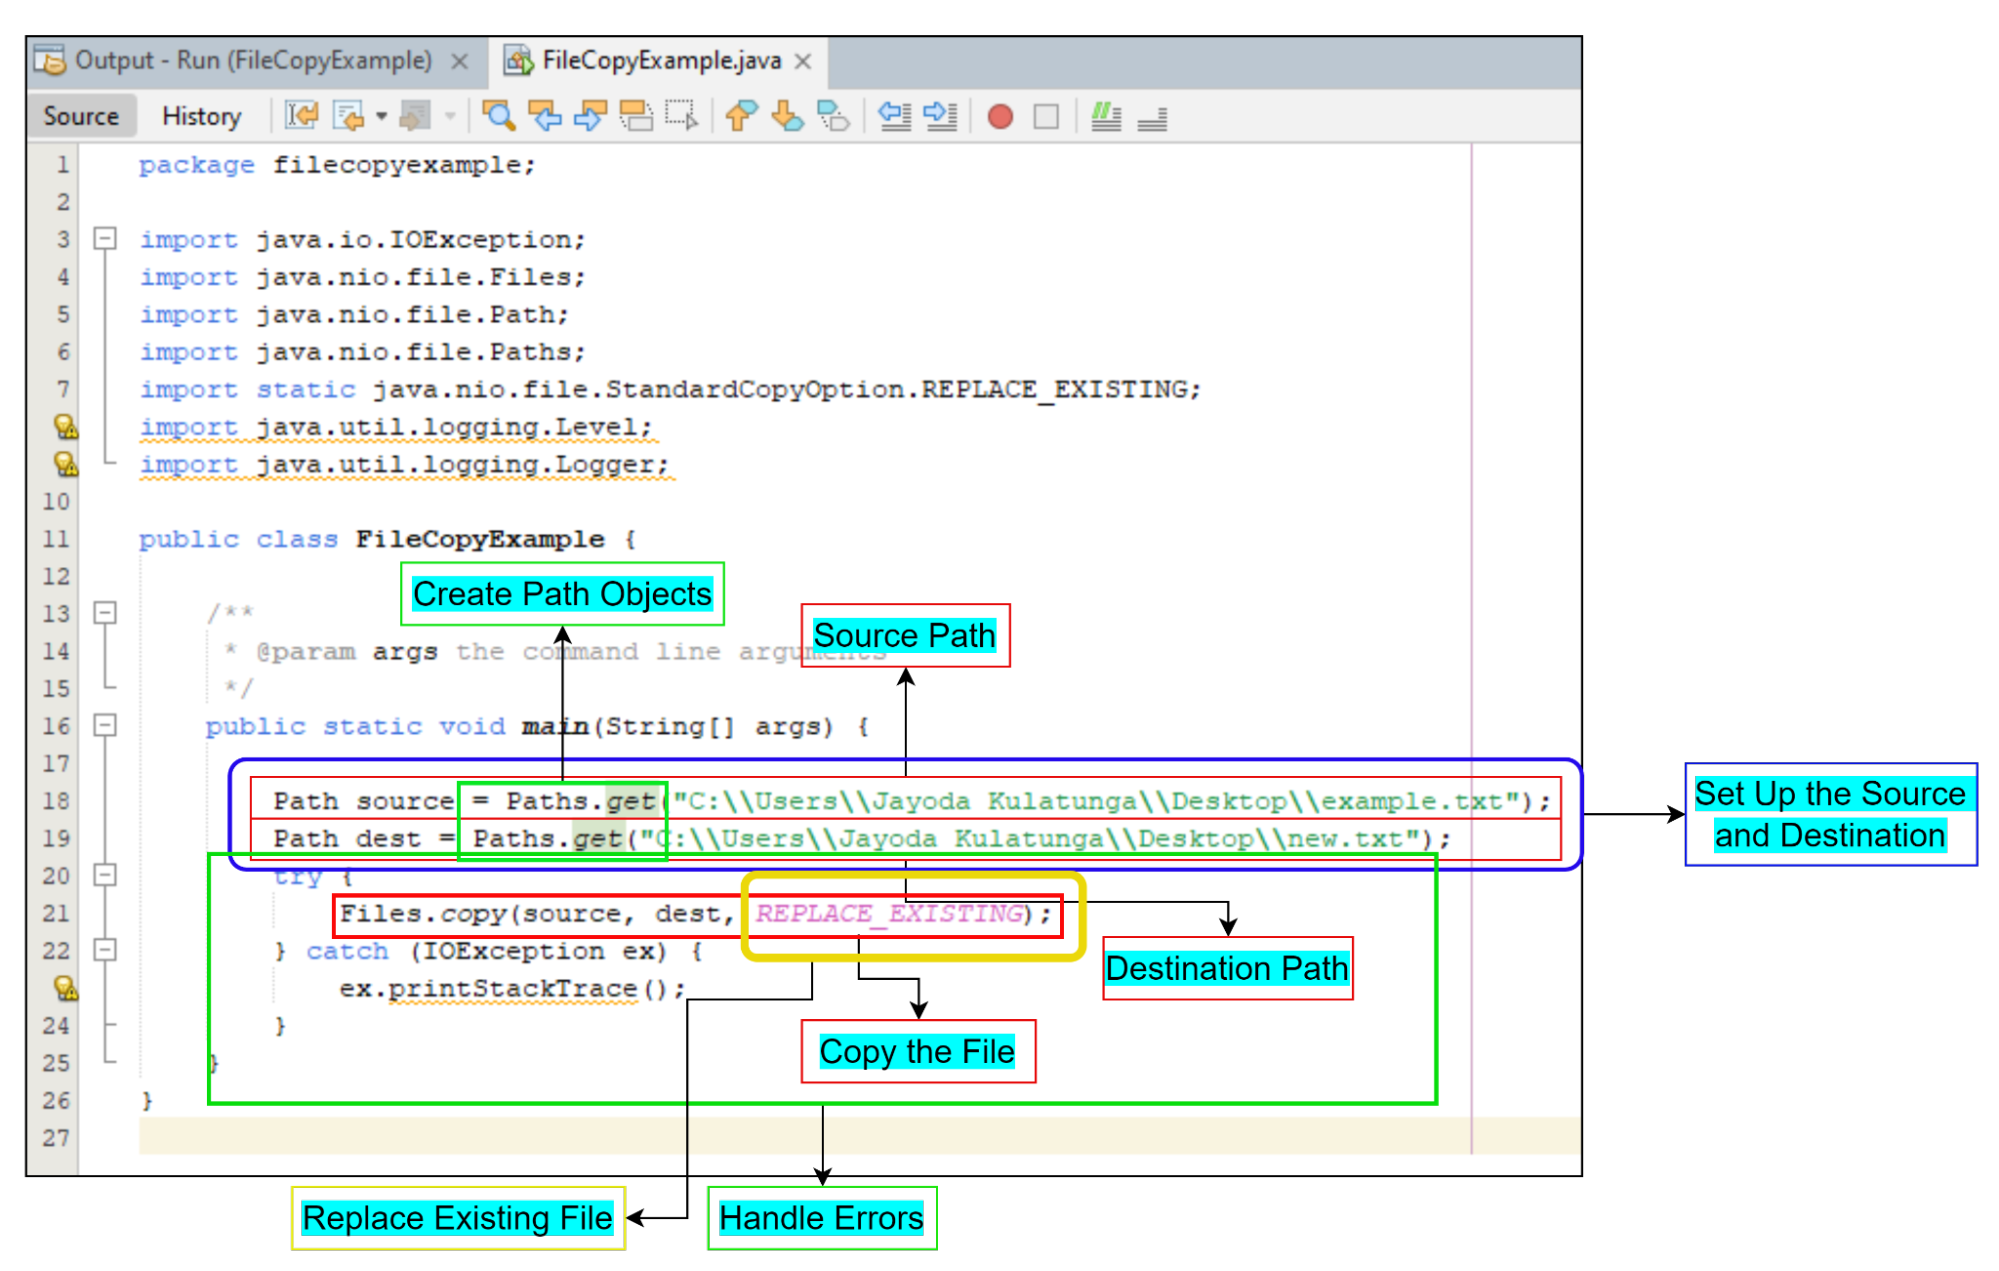 Output - Run (FileCopyExample) FileCopyExample.java
Source History
1 package filecopyexample;
2
3 import java.io.IOException;
4 import java.nio.file.Files;
5 import java.nio.file.Path;
6 import java.nio.file.Paths;
7 import static java.nio.file.StandardCopyOption.REPLACE_EXISTING;
import java.util.logging.Level;
import java.util.logging.Logger;
10
11 public class FileCopyExample {
12
Create Path Objects
13 /**
Source Path
14 * @param args the command line arguments
15 */
16 public static void main(String[] args) {
17
18 Path source = Paths.get("C:\\Users\\Jayoda Kulatunga\\Desktop\\example.txt");
19 Path dest = Paths.get("C:\\Users\\Jayoda Kulatunga\\Desktop\\new.txt");
Set Up the Source
and Destination
20 try {
21 Files.copy(source, dest, REPLACE_EXISTING);
22 } catch (IOException ex) {
Destination Path
ex.printStackTrace();
24 }
Copy the File
25 }
26 }
27
Replace Existing File
Handle Errors